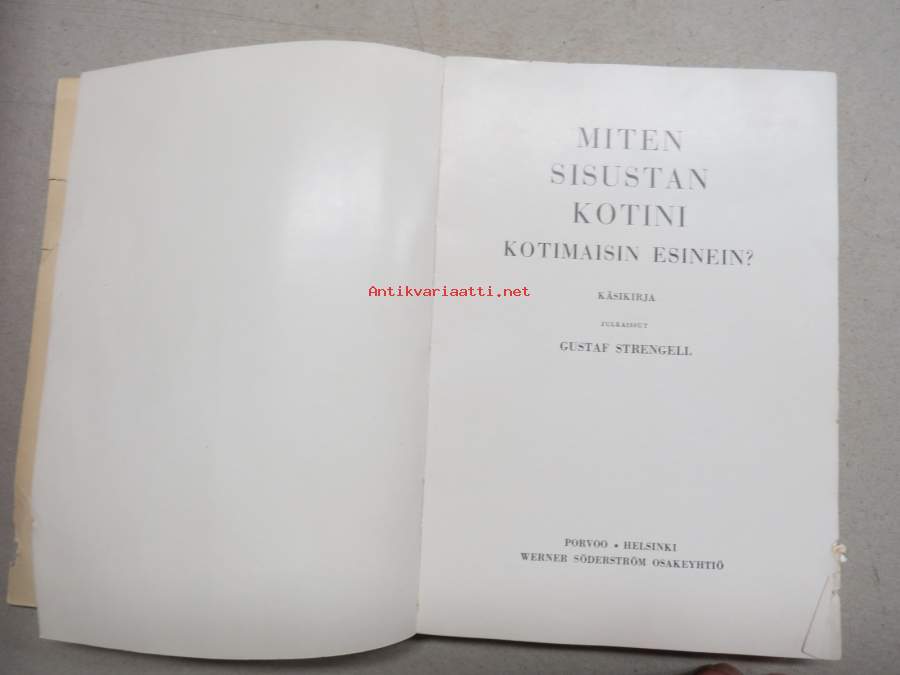 MITEN
SISUSTAN
KOTINI
KOTIMAISIN ESINEIN?
Antikvariaatti.net
KÄSIKIRJA
JULKAISSUT
GUSTAF STRENGELL
PORVOO • HELSINKI
WERNER SÖDERSTRÖM OSAKEYHTIÖ